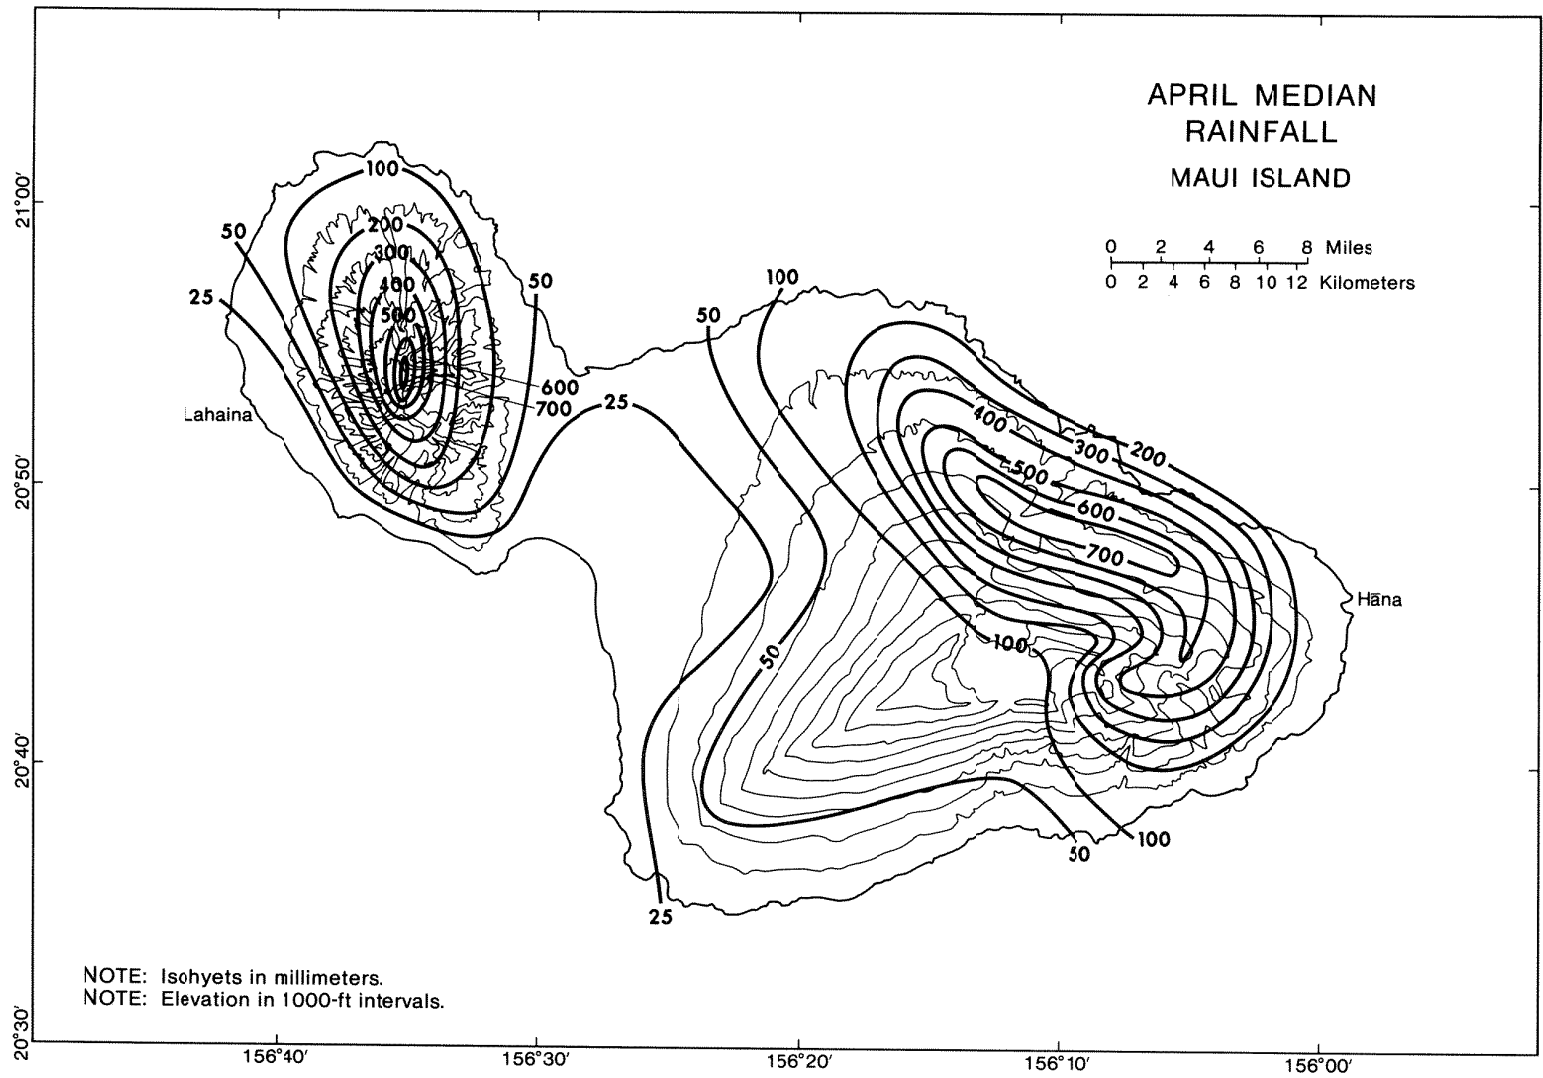 APRIL MEDIAN
RAINFALL
MAUI ISLAND
0 2 4 6 8 Miles
0 2 4 6 8 10 12 Kilometers
21°00′
20°50′
20°40′
20°30′
100
200
300
400
500
50
25
50
600
700
25
50
100
400
300
200
500
600
700
100
50
50
100
25
Lahaina
Hāna
NOTE: Isohyets in millimeters.
NOTE: Elevation in 1000-ft intervals.
156°40′ 156°30′ 156°20′ 156°10′ 156°00′